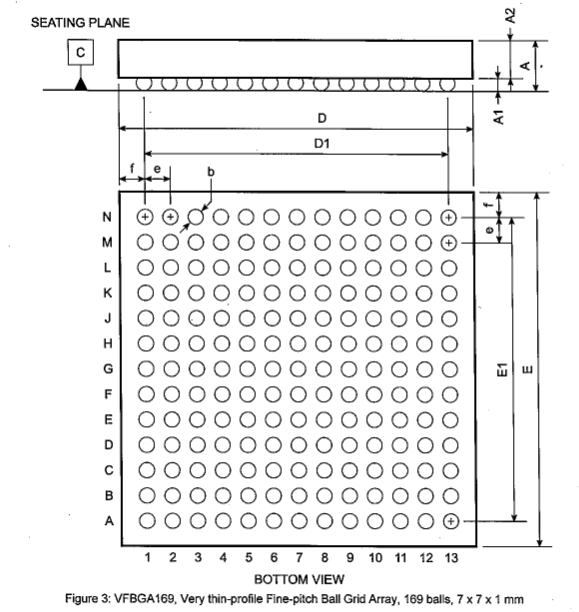 SEATING PLANE
C
A2
A
A1
D
D1
f
e
b
f
e
E1
E
N
M
L
K
J
H
G
F
E
D
C
B
A
1 2 3 4 5 6 7 8 9 10 11 12 13
BOTTOM VIEW
Figure 3: VFBGA169, Very thin-profile Fine-pitch Ball Grid Array, 169 balls, 7 x 7 x 1 mm